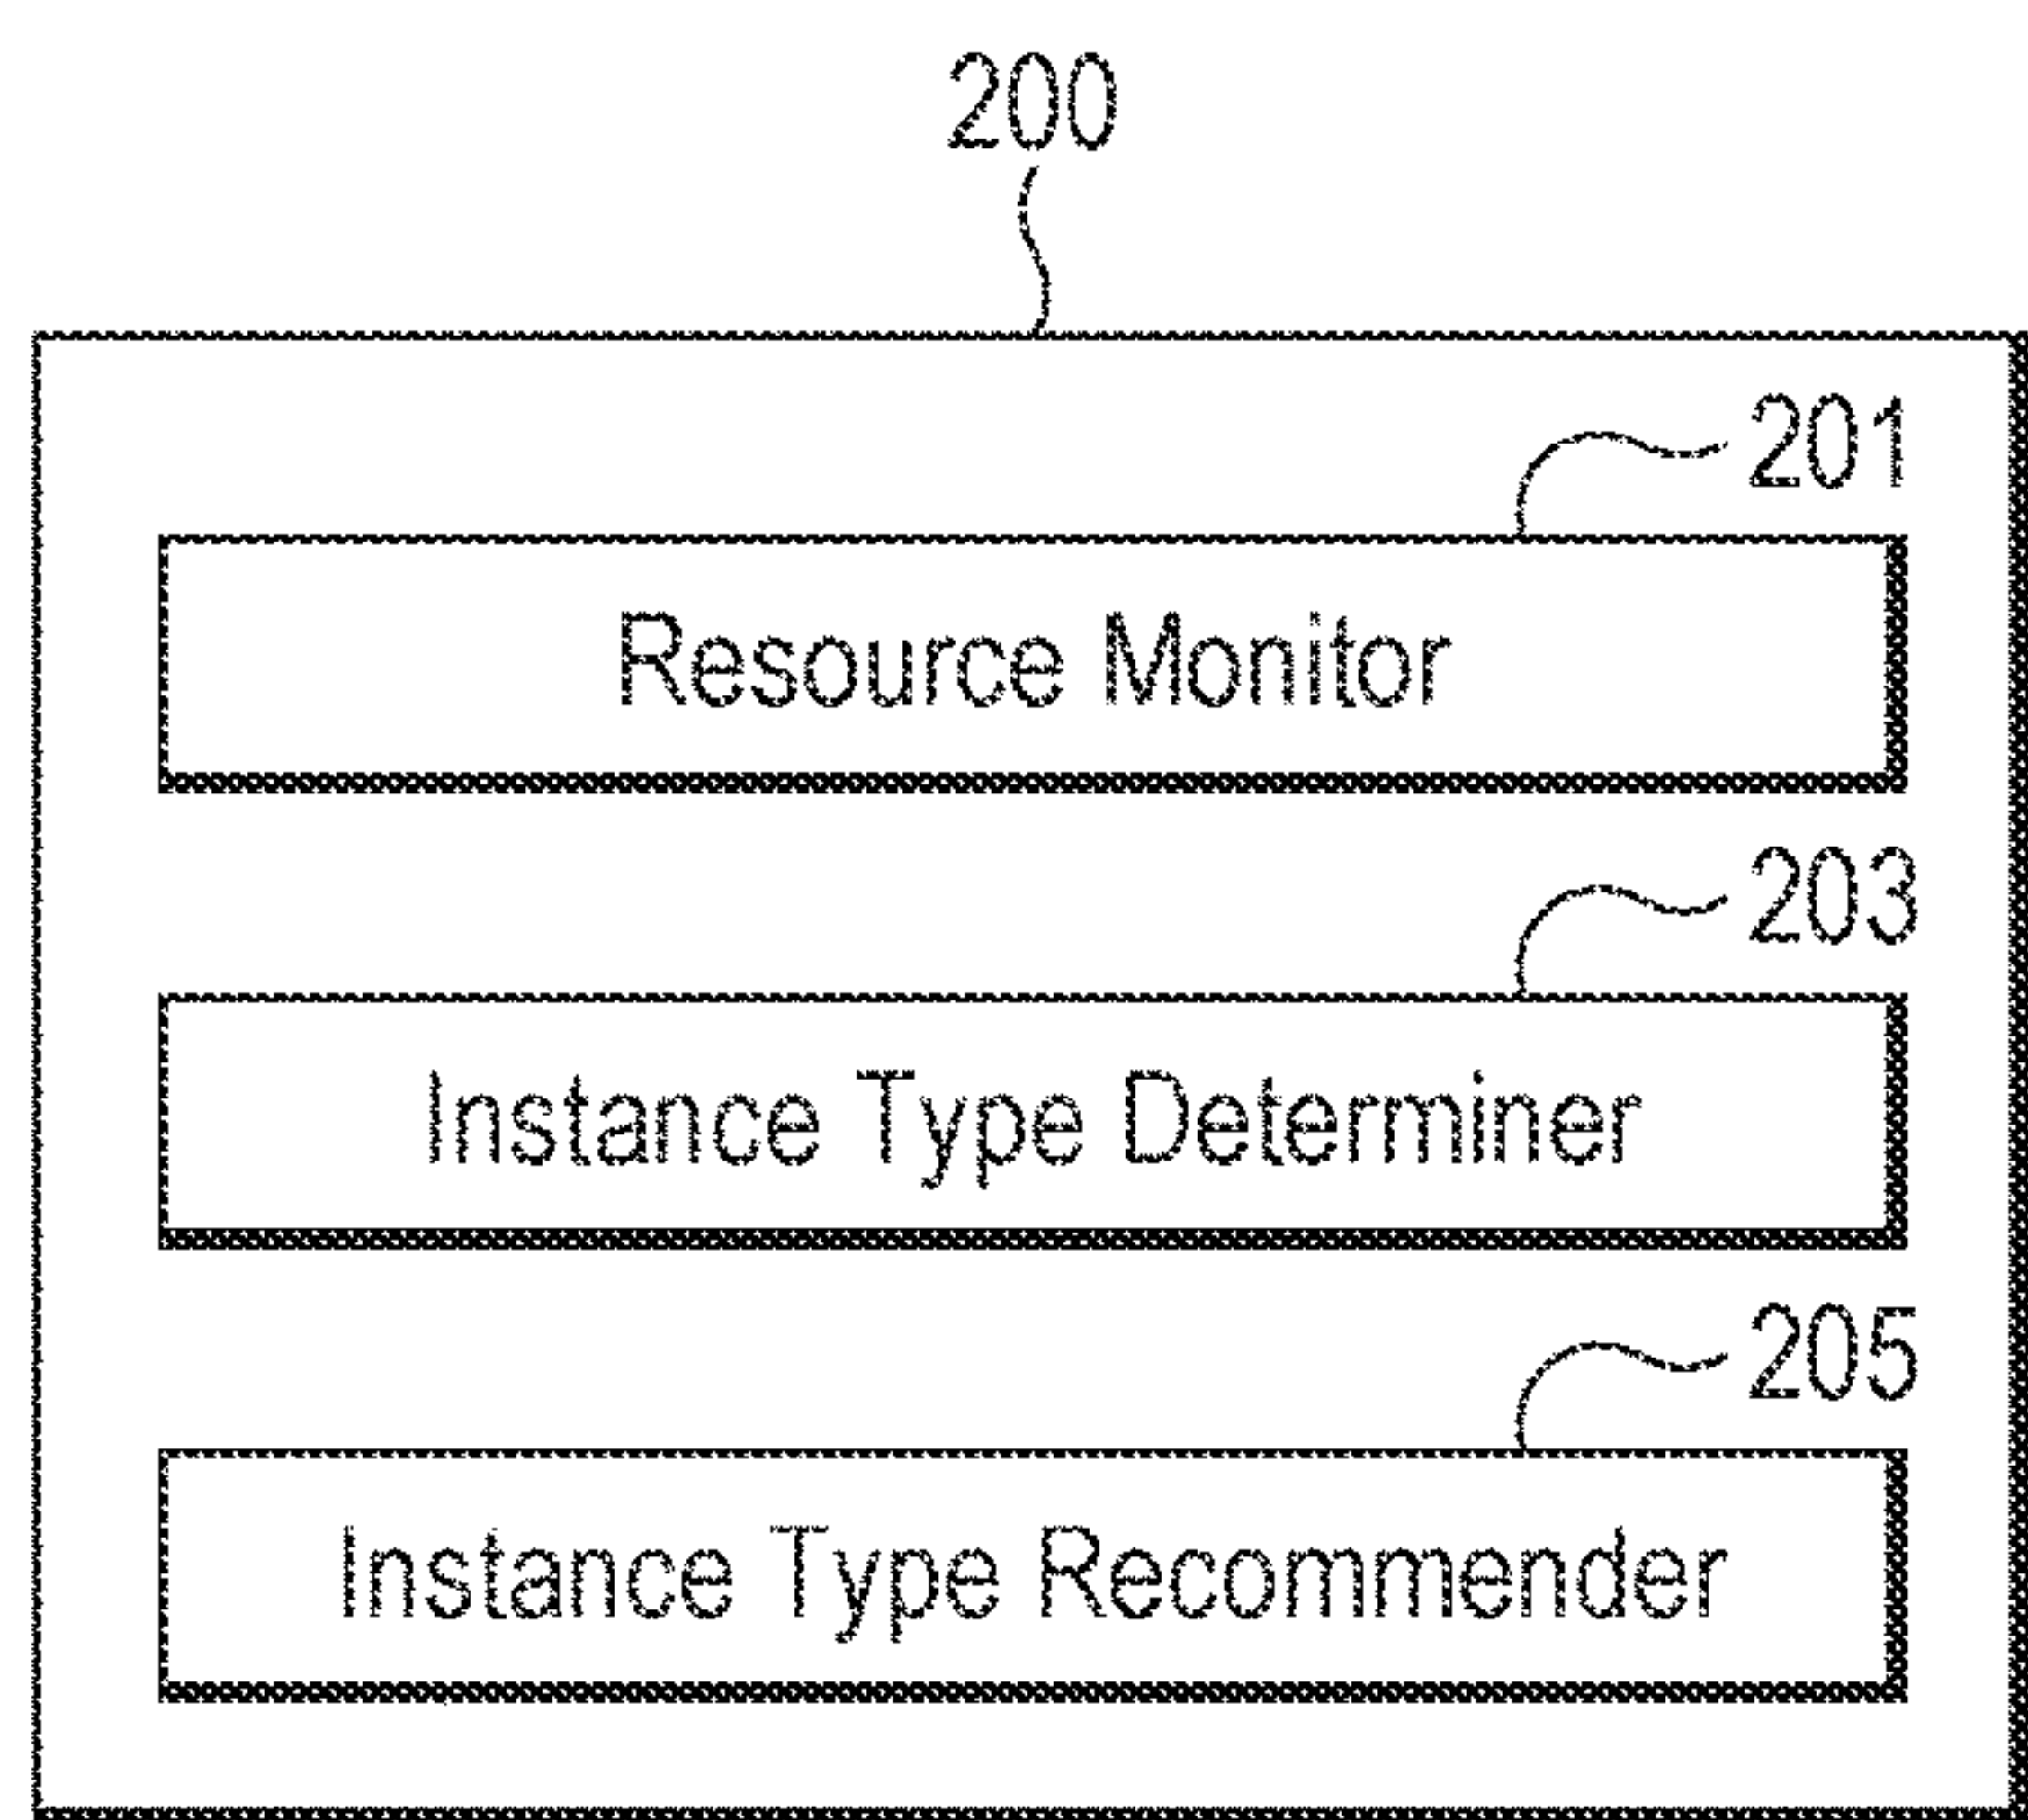 200
201
Resource Monitor
203
Instance Type Determiner
205
Instance Type Recommender